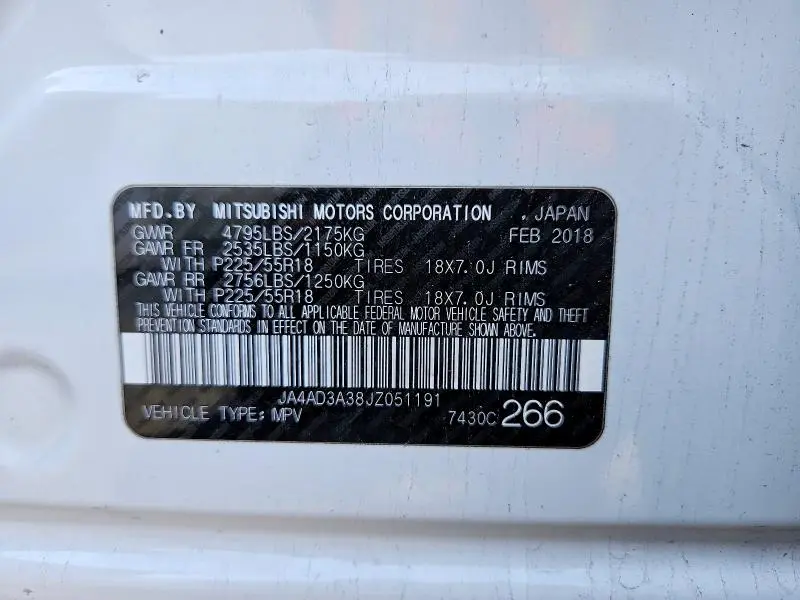 MFD.BY MITSUBISHI MOTORS CORPORATION . JAPAN
GVWR 4795LBS/2175KG FEB 2018
GAWR FR 2535LBS/1150KG
WITH P225/55R18 TIRES 18X7.0J RIMS
GAWR RR 2756LBS/1250KG
WITH P225/55R18 TIRES 18X7.0J RIMS
THIS VEHICLE CONFORMS TO ALL APPLICABLE FEDERAL MOTOR VEHICLE SAFETY AND THEFT
PREVENTION STANDARDS IN EFFECT ON THE DATE OF MANUFACTURE SHOWN ABOVE.
JA4AD3A38JZ051191
VEHICLE TYPE: MPV 7430C 266